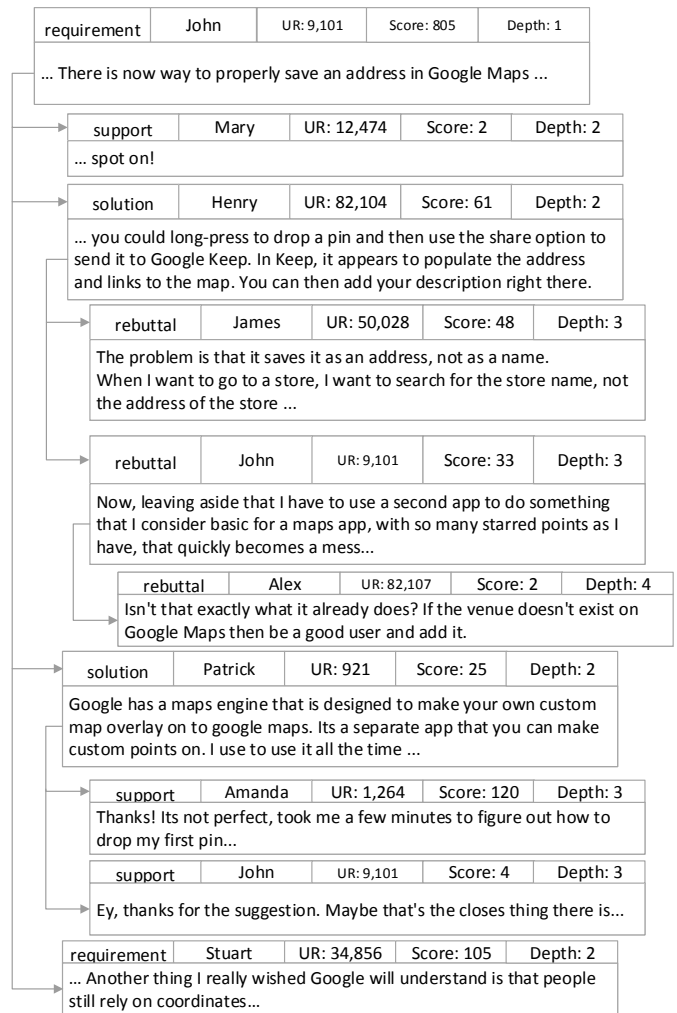 requirement John UR: 9,101 Score: 805 Depth: 1
... There is now way to properly save an address in Google Maps ...
support Mary UR: 12,474 Score: 2 Depth: 2
... spot on!
solution Henry UR: 82,104 Score: 61 Depth: 2
... you could long-press to drop a pin and then use the share option to
send it to Google Keep. In Keep, it appears to populate the address
and links to the map. You can then add your description right there.
rebuttal James UR: 50,028 Score: 48 Depth: 3
The problem is that it saves it as an address, not as a name.
When I want to go to a store, I want to search for the store name, not
the address of the store ...
rebuttal John UR: 9,101 Score: 33 Depth: 3
Now, leaving aside that I have to use a second app to do something
that I consider basic for a maps app, with so many starred points as I
have, that quickly becomes a mess...
rebuttal Alex UR: 82,107 Score: 2 Depth: 4
Isn't that exactly what it already does? If the venue doesn't exist on
Google Maps then be a good user and add it.
solution Patrick UR: 921 Score: 25 Depth: 2
Google has a maps engine that is designed to make your own custom
map overlay on to google maps. Its a separate app that you can make
custom points on. I use to use it all the time ...
support Amanda UR: 1,264 Score: 120 Depth: 3
Thanks! Its not perfect, took me a few minutes to figure out how to
drop my first pin...
support John UR: 9,101 Score: 4 Depth: 3
Ey, thanks for the suggestion. Maybe that's the closes thing there is...
requirement Stuart UR: 34,856 Score: 105 Depth: 2
... Another thing I really wished Google will understand is that people
still rely on coordinates...